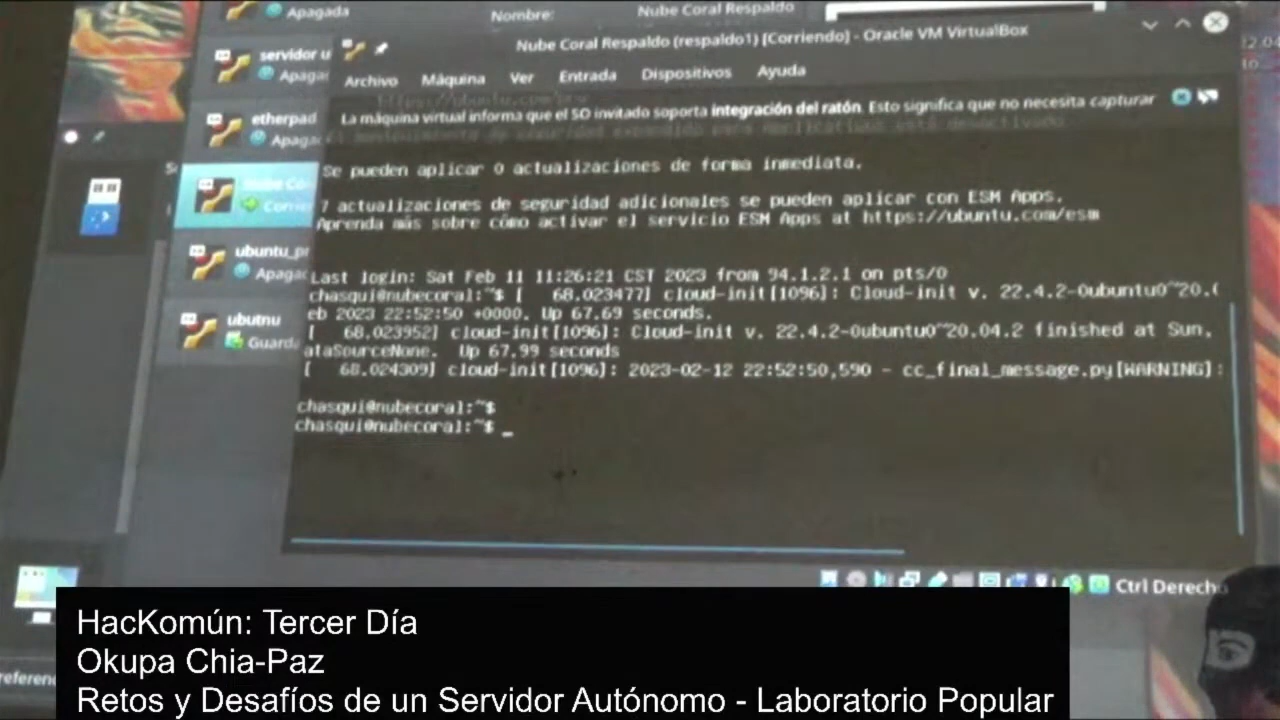 Apagada
Nombre:
Nube Coral Respaldo
servidor u
Apagad
etherpad
Apaga
Corrie
ubuntu_pr
Apagad
ubutnu
Guarda
Nube Coral Respaldo (respaldo1) [Corriendo] - Oracle VM VirtualBox
Archivo Máquina Ver Entrada Dispositivos Ayuda
La máquina virtual informa que el SO invitado soporta integración del ratón. Esto significa que no necesita capturar
Se pueden aplicar 0 actualizaciones de forma inmediata.
7 actualizaciones de seguridad adicionales se pueden aplicar con ESM Apps.
Aprenda más sobre cómo activar el servicio ESM Apps at https://ubuntu.com/esm
Last login: Sat Feb 11 11:26:21 CST 2023 from 94.1.2.1 on pts/0
chasqui@nubecoral:~$ [   68.023477] cloud-init[1096]: Cloud-init v. 22.4.2-0ubuntu0~20.
eb 2023 22:52:50 +0000. Up 67.69 seconds.
[   68.023952] cloud-init[1096]: Cloud-init v. 22.4.2-0ubuntu0~20.04.2 finished at Sun,
ataSourceNone.  Up 67.99 seconds
[   68.024309] cloud-init[1096]: 2023-02-12 22:52:50,590 - cc_final_message.py[WARNING]:
chasqui@nubecoral:~$
chasqui@nubecoral:~$ _
Ctrl Derecho
HacKomún: Tercer Día
Okupa Chia-Paz
Retos y Desafíos de un Servidor Autónomo - Laboratorio Popular